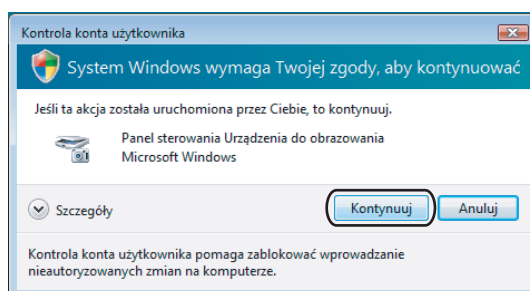 Kontrola konta użytkownika
System Windows wymaga Twojej zgody, aby kontynuować
Jeśli ta akcja została uruchomiona przez Ciebie, to kontynuuj.
Panel sterowania Urządzenia do obrazowania
Microsoft Windows
Szczegóły
Kontynuuj
Anuluj
Kontrola konta użytkownika pomaga zablokować wprowadzanie
nieautoryzowanych zmian na komputerze.